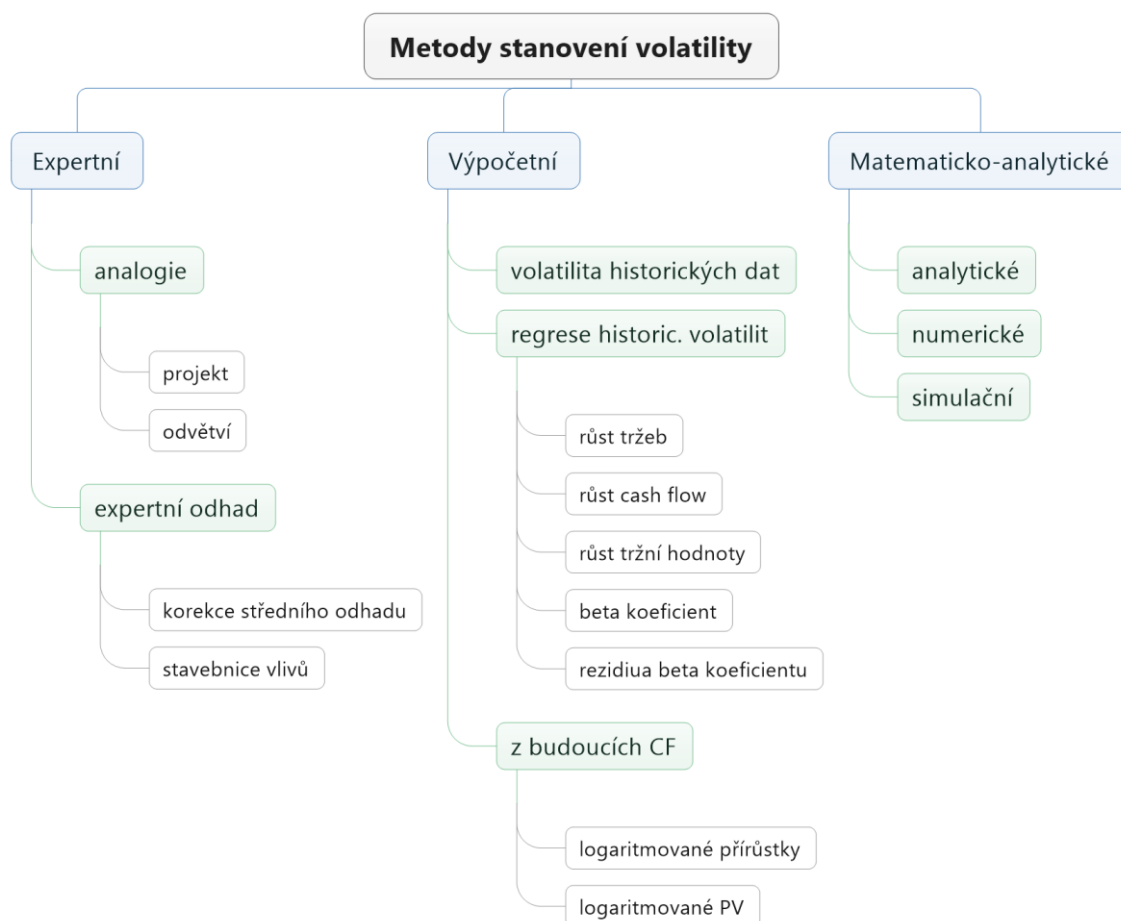 Metody stanovení volatility
Expertní
analogie
projekt
odvětví
expertní odhad
korekce středního odhadu
stavebnice vlivů
Výpočetní
volatilita historických dat
regrese historic. volatilit
růst tržeb
růst cash flow
růst tržní hodnoty
beta koeficient
rezidiua beta koeficientu
z budoucích CF
logaritmované přírůstky
logaritmované PV
Matematicko-analytické
analytické
numerické
simulační